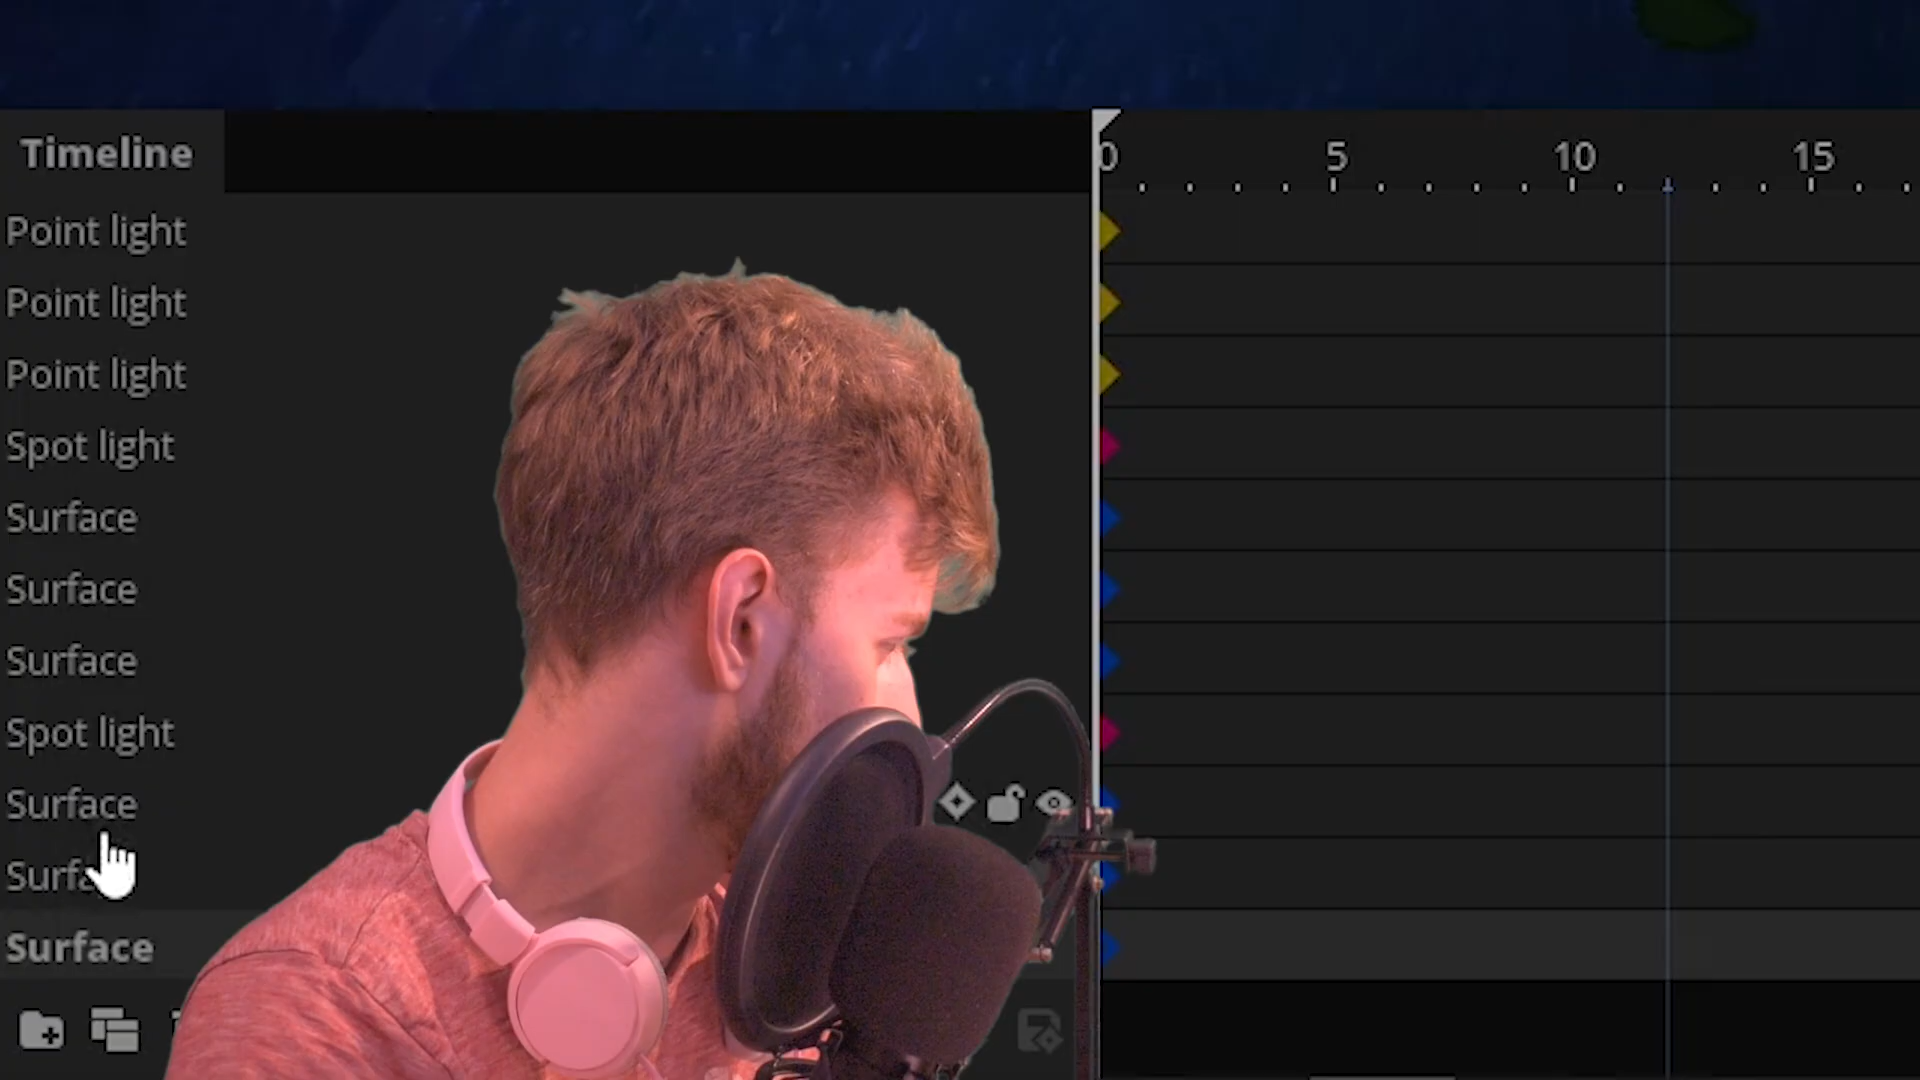 Timeline
0 5 10 15
Point light
Point light
Point light
Spot light
Surface
Surface
Surface
Spot light
Surface
Surface